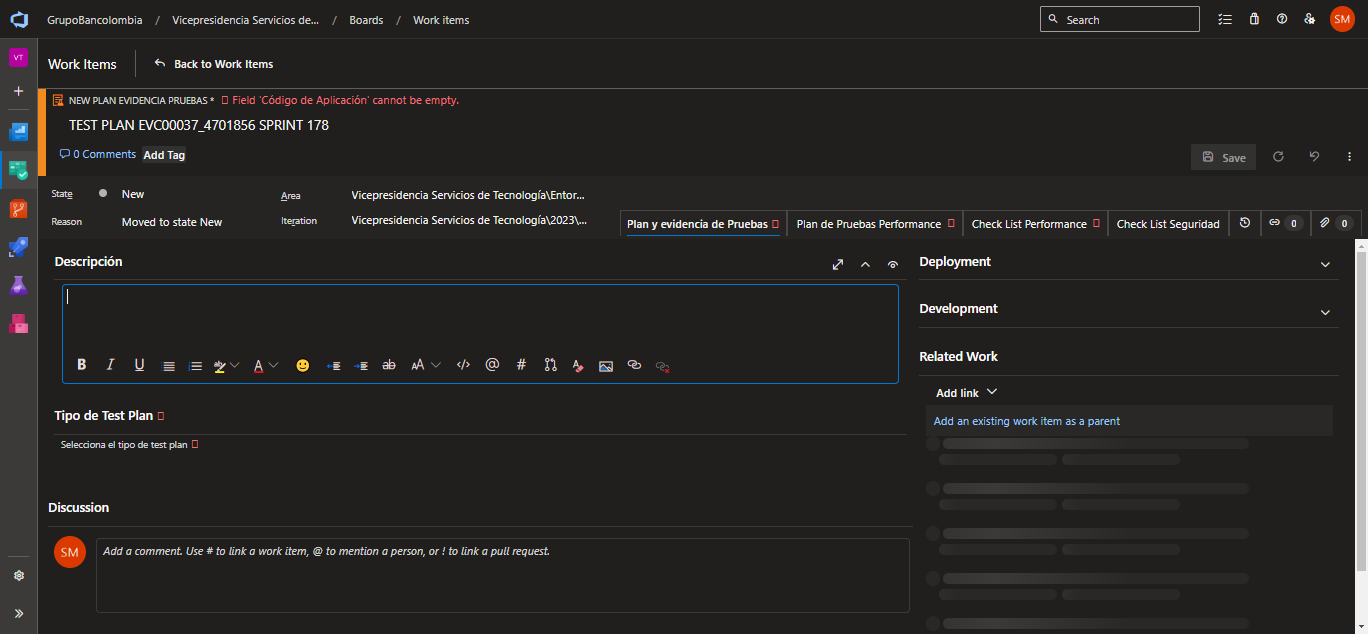 GrupoBancolombia / Vicepresidencia Servicios de... / Boards / Work items
Search
SM
VT
Work Items
Back to Work Items
NEW PLAN EVIDENCIA PRUEBAS * Field 'Código de Aplicación' cannot be empty.
TEST PLAN EVC00037_4701856 SPRINT 178
0 Comments Add Tag
Save
State New
Area Vicepresidencia Servicios de Tecnología\Entor...
Reason Moved to state New
Iteration Vicepresidencia Servicios de Tecnología\2023\...
Plan y evidencia de Pruebas
Plan de Pruebas Performance
Check List Performance
Check List Seguridad
0
0
Descripción
B I U A ab AA </> @ #
Tipo de Test Plan
Selecciona el tipo de test plan
Discussion
SM
Add a comment. Use # to link a work item, @ to mention a person, or ! to link a pull request.
Deployment
Development
Related Work
Add link
Add an existing work item as a parent